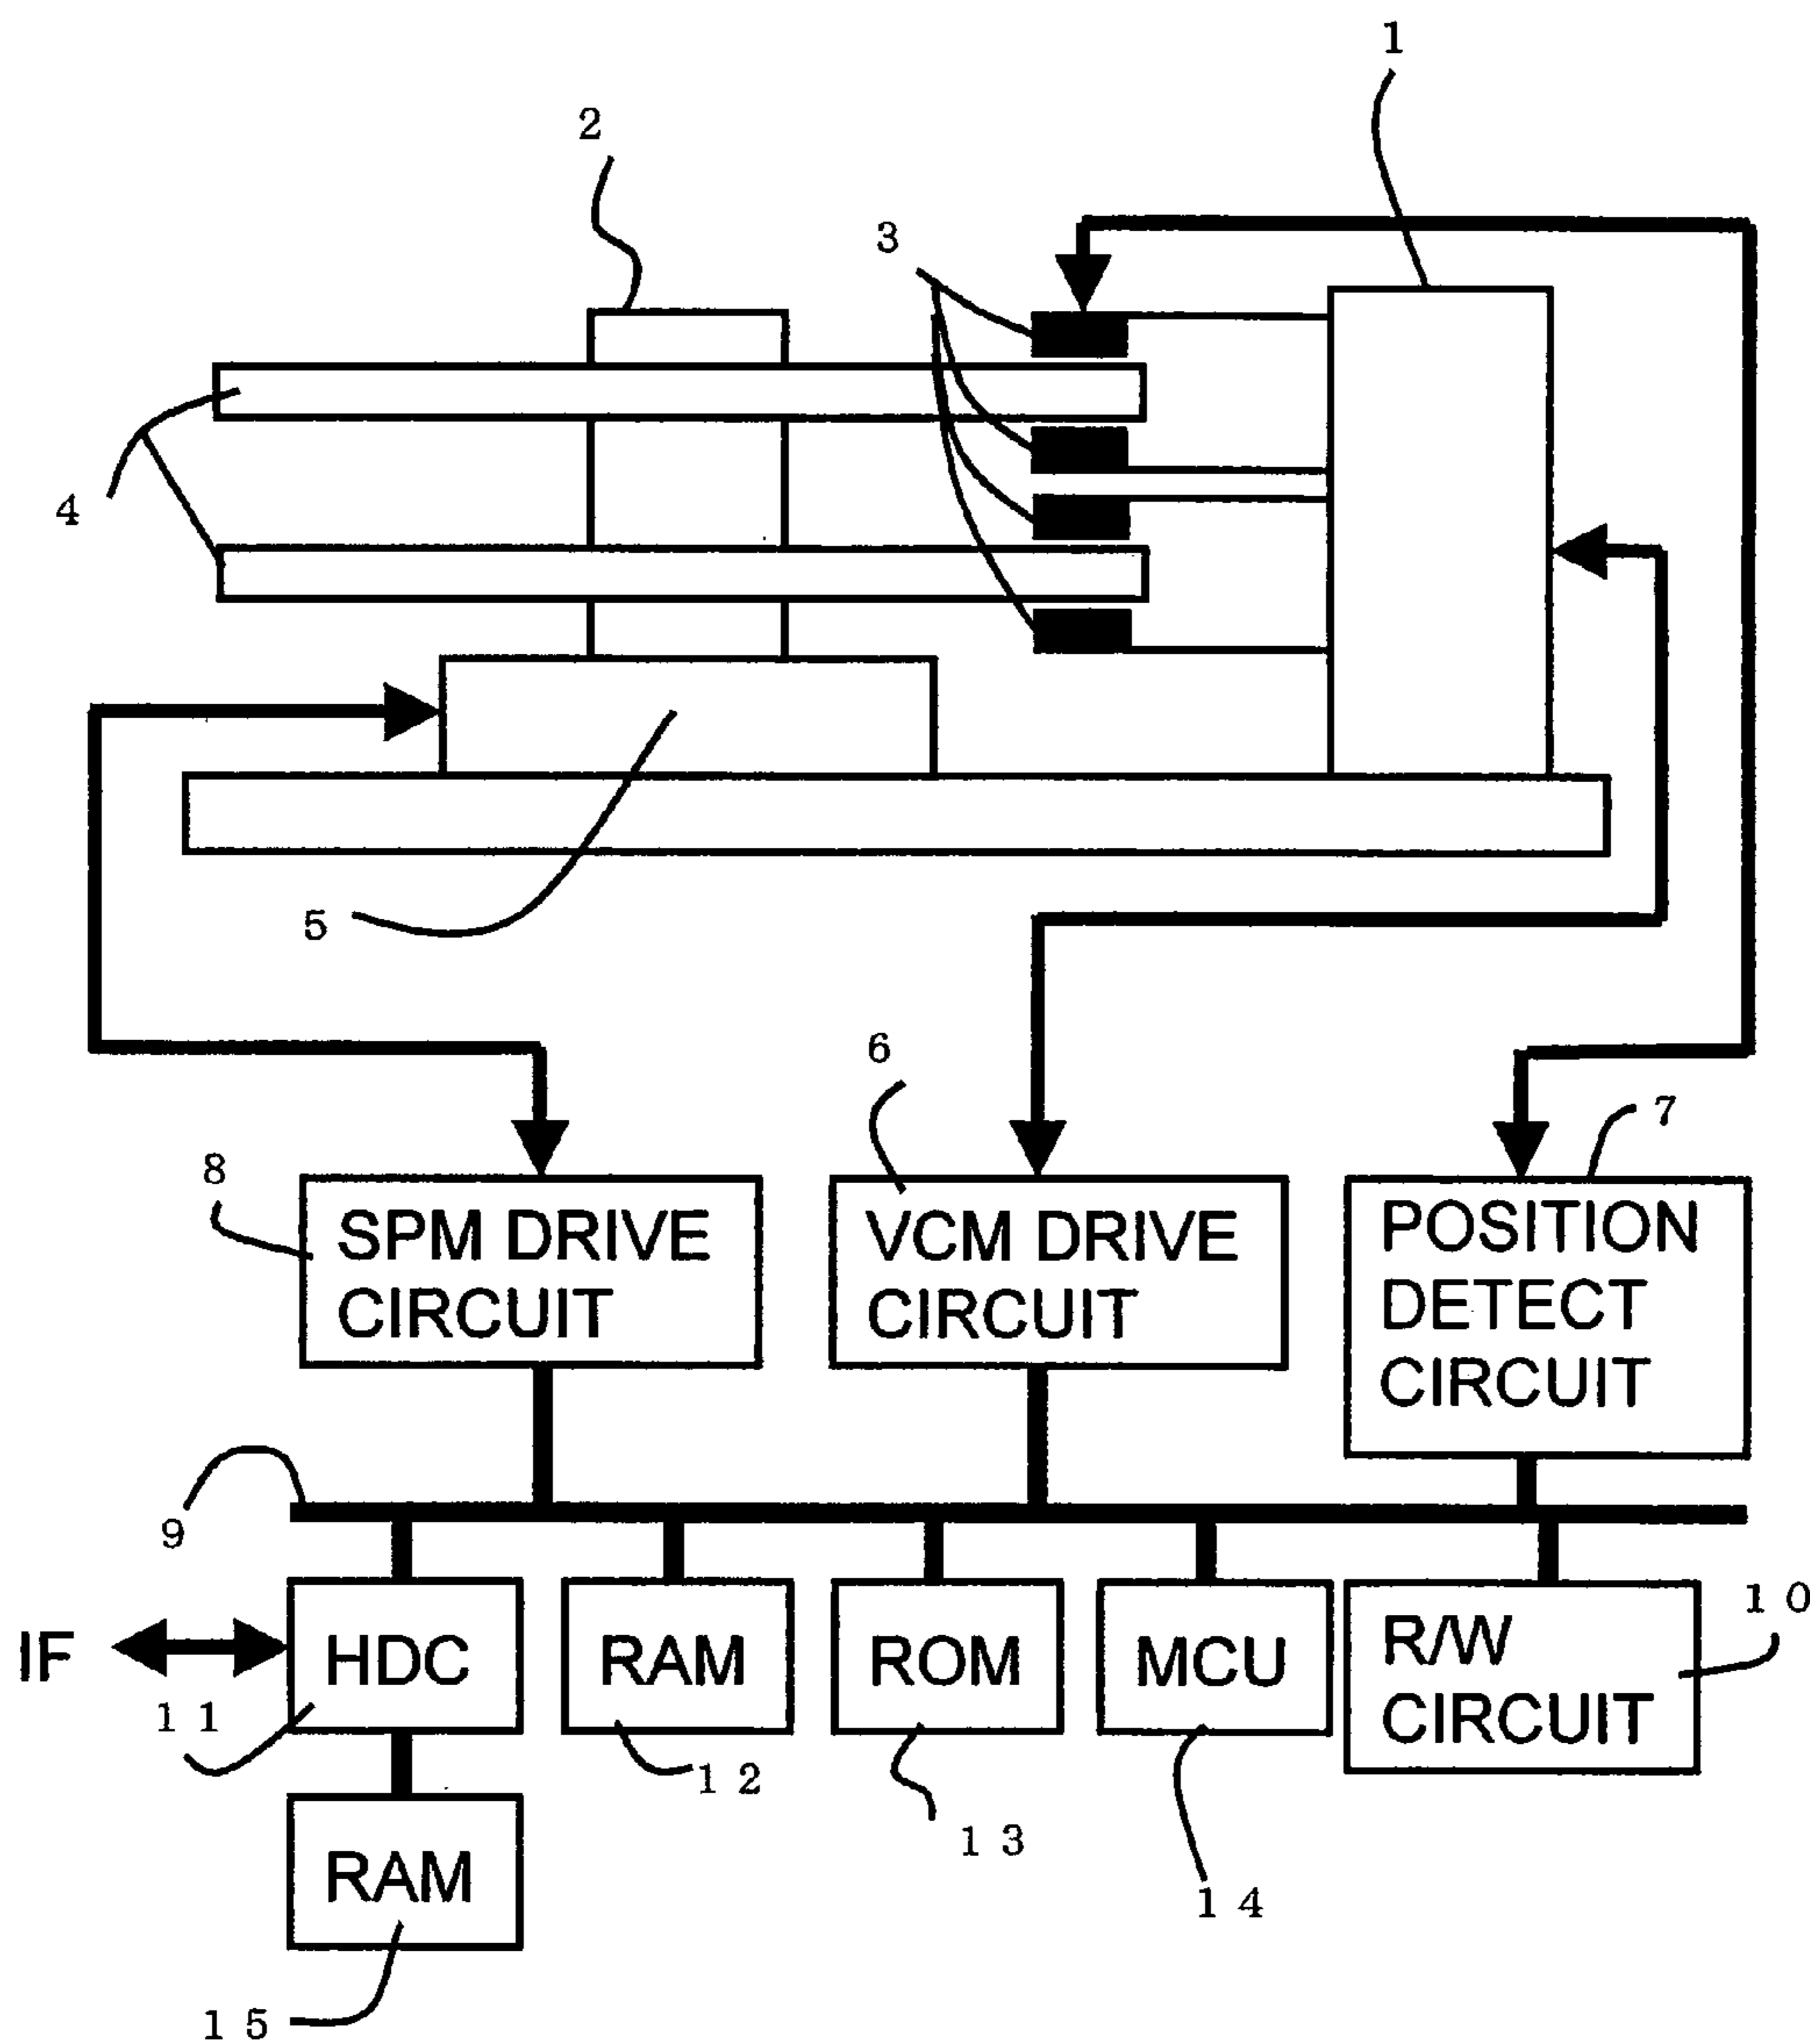 1
2
3
4
5
6
7
8
SPM DRIVE
CIRCUIT
VCM DRIVE
CIRCUIT
POSITION
DETECT
CIRCUIT
9
10
IF
HDC
RAM
ROM
MCU
R/W
CIRCUIT
11
12
13
14
RAM
15